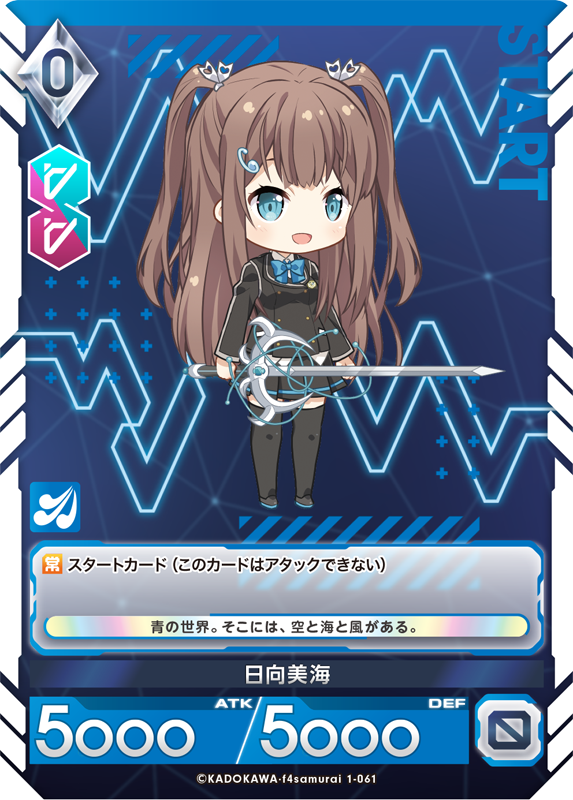 0
START
常 スタートカード（このカードはアタックできない）
青の世界。そこには、空と海と風がある。
日向美海
ATK DEF
5000/5000
©KADOKAWA·f4samurai 1-061